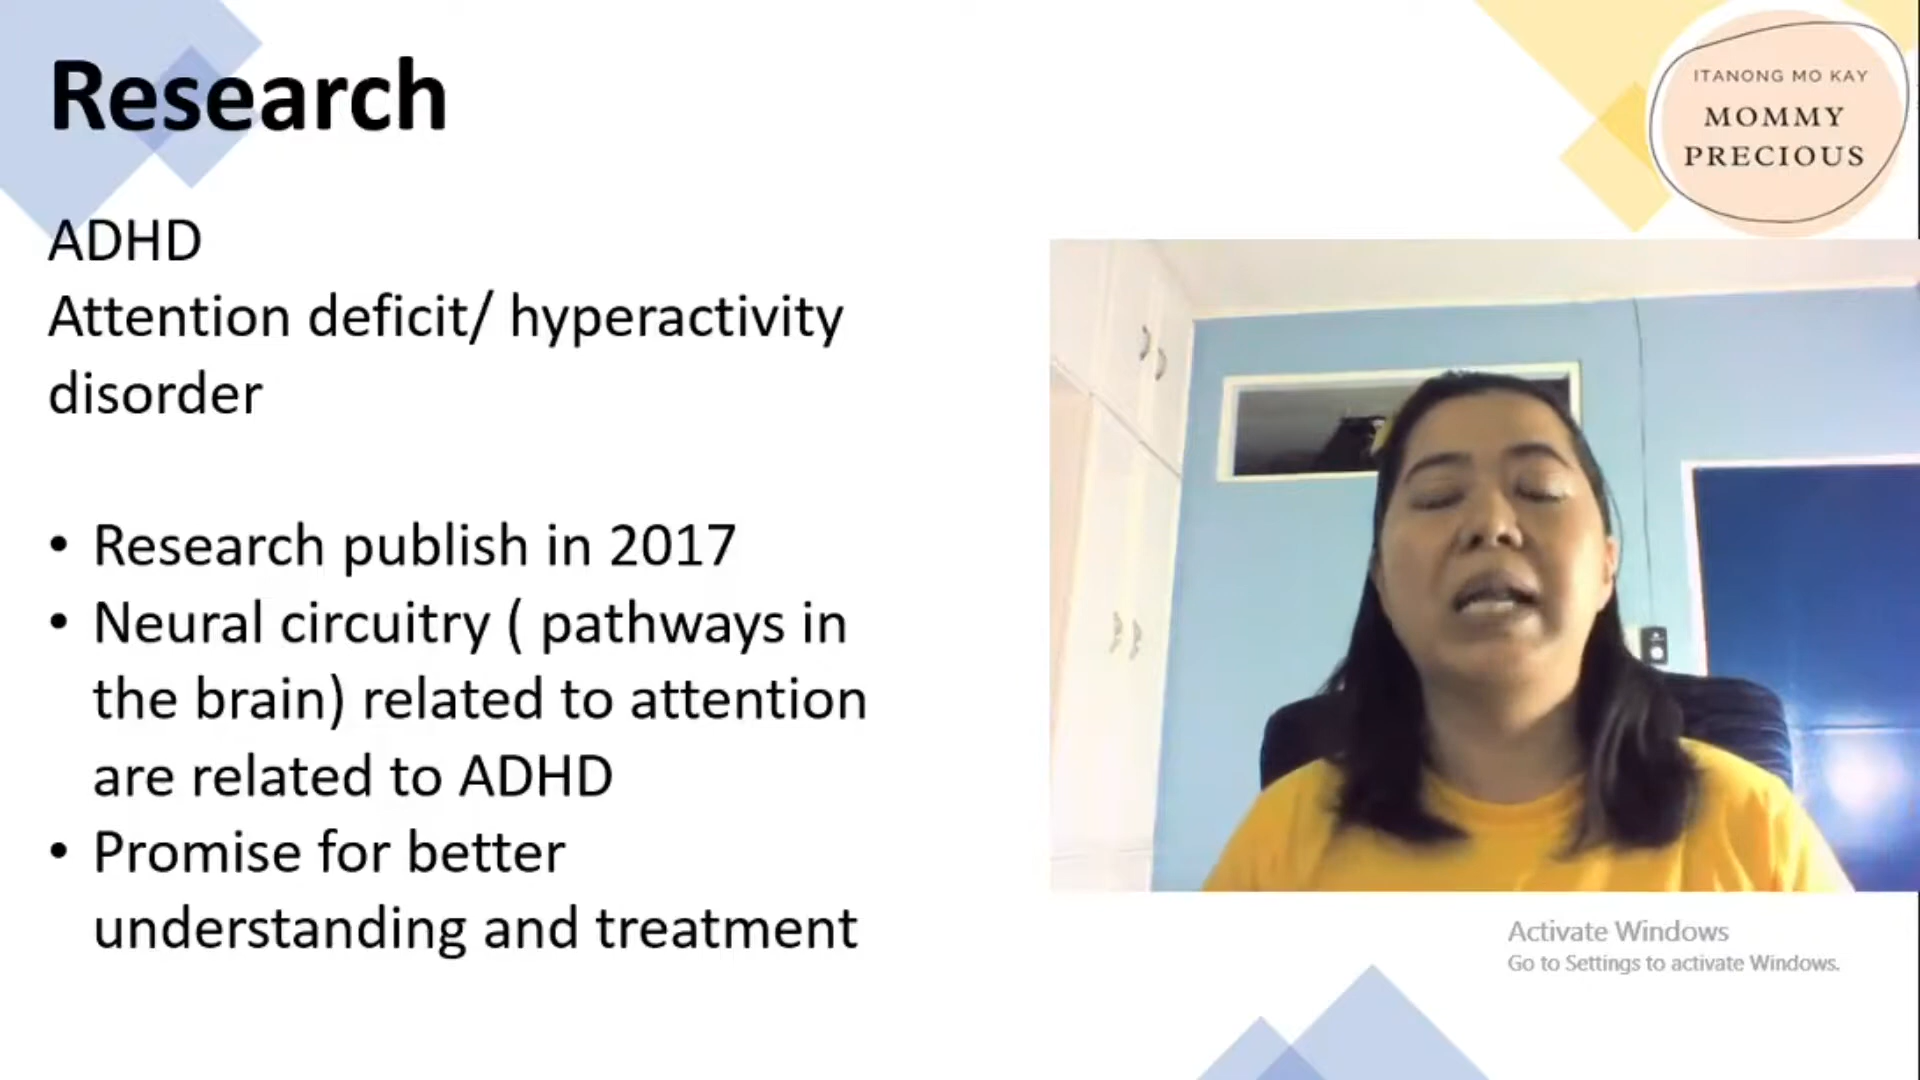 Research
ITANONG MO KAY
MOMMY
PRECIOUS
ADHD
Attention deficit/ hyperactivity
disorder
• Research publish in 2017
• Neural circuitry ( pathways in
the brain) related to attention
are related to ADHD
• Promise for better
understanding and treatment
Activate Windows
Go to Settings to activate Windows.